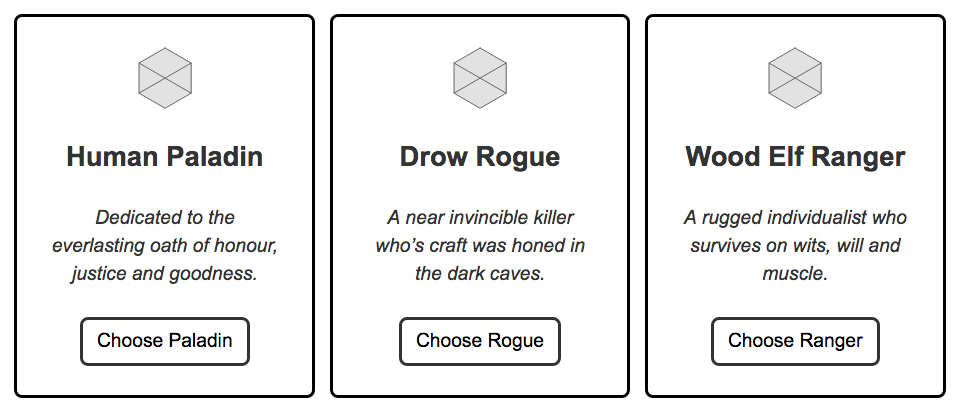 Human Paladin
Dedicated to the
everlasting oath of honour,
justice and goodness.
Choose Paladin
Drow Rogue
A near invincible killer
who’s craft was honed in
the dark caves.
Choose Rogue
Wood Elf Ranger
A rugged individualist who
survives on wits, will and
muscle.
Choose Ranger